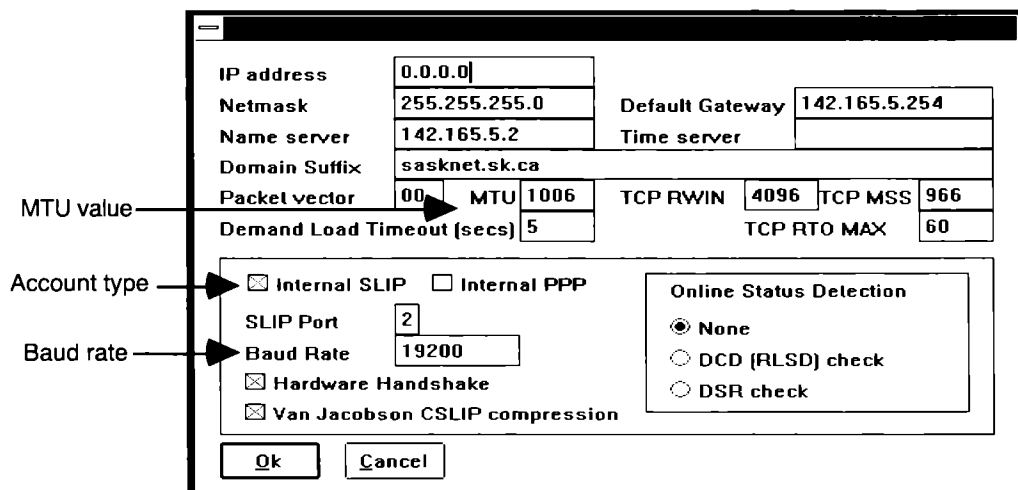 IP address 0.0.0.0
Netmask 255.255.255.0 Default Gateway 142.165.5.254
Name server 142.165.5.2 Time server
Domain Suffix sasknet.sk.ca
Packet vector 00 MTU 1006 TCP RWIN 4096 TCP MSS 966
MTU value
Demand Load Timeout (secs) 5 TCP RTO MAX 60
Account type Internal SLIP Internal PPP
Online Status Detection
SLIP Port 2
None
Baud rate Baud Rate 19200
DCD (RLSD) check
Hardware Handshake
DSR check
Van Jacobson CSLIP compression
Ok Cancel